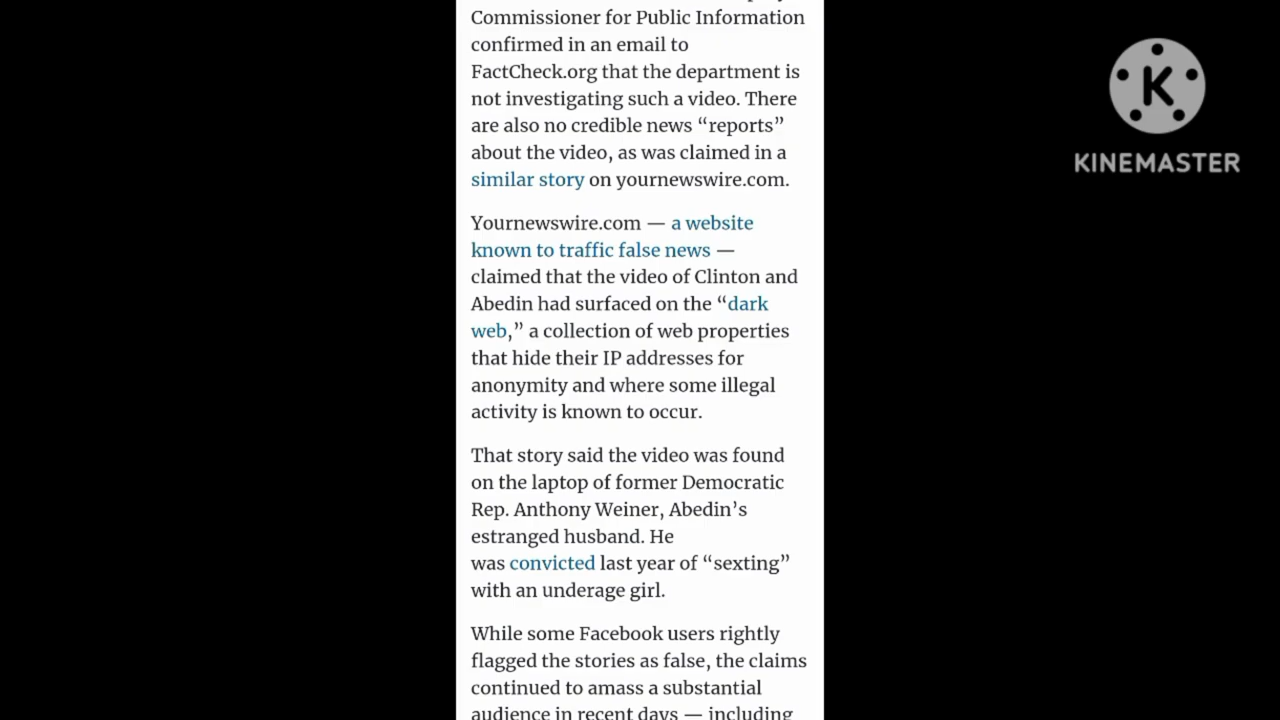 Commissioner for Public Information
confirmed in an email to
FactCheck.org that the department is
not investigating such a video. There
are also no credible news “reports”
about the video, as was claimed in a
similar story on yournewswire.com.
Yournewswire.com — a website
known to traffic false news —
claimed that the video of Clinton and
Abedin had surfaced on the “dark
web,” a collection of web properties
that hide their IP addresses for
anonymity and where some illegal
activity is known to occur.
That story said the video was found
on the laptop of former Democratic
Rep. Anthony Weiner, Abedin’s
estranged husband. He
was convicted last year of “sexting”
with an underage girl.
While some Facebook users rightly
flagged the stories as false, the claims
continued to amass a substantial
audience in recent days — including
K
KINEMASTER